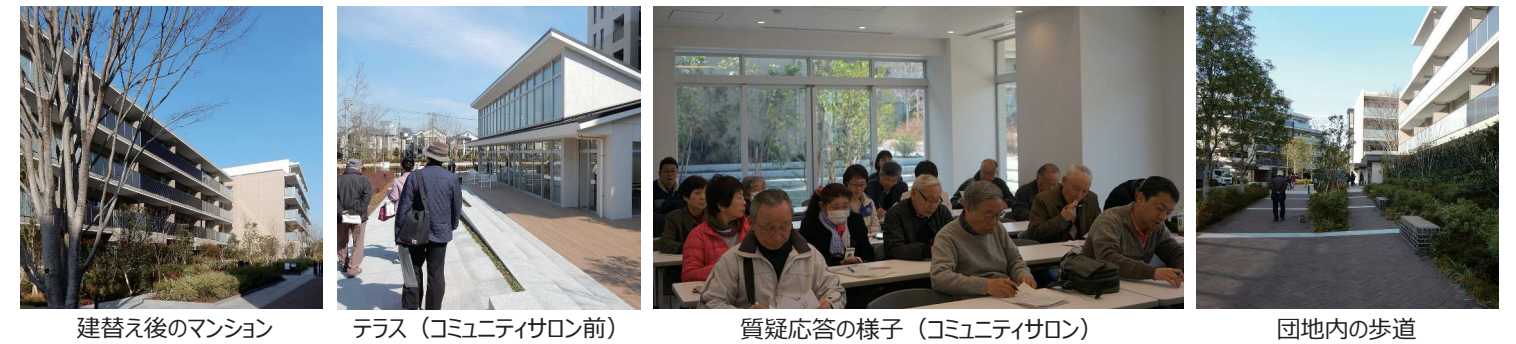 建替え後のマンション
テラス（コミュニティサロン前）
質疑応答の様子（コミュニティサロン）
団地内の歩道